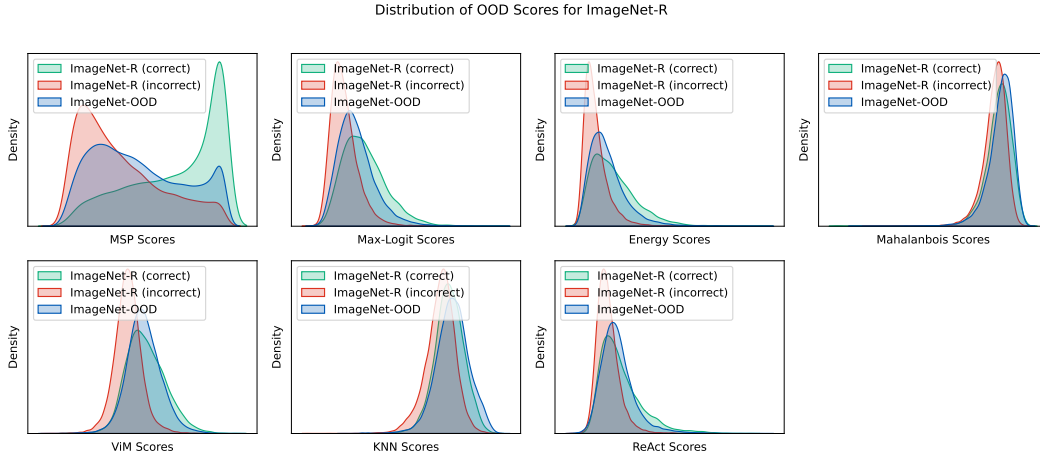 Distribution of OOD Scores for ImageNet-R
Density
ImageNet-R (correct)
ImageNet-R (incorrect)
ImageNet-OOD
MSP Scores
Density
ImageNet-R (correct)
ImageNet-R (incorrect)
ImageNet-OOD
Max-Logit Scores
Density
ImageNet-R (correct)
ImageNet-R (incorrect)
ImageNet-OOD
Energy Scores
Density
ImageNet-R (correct)
ImageNet-R (incorrect)
ImageNet-OOD
Mahalanbois Scores
Density
ImageNet-R (correct)
ImageNet-R (incorrect)
ImageNet-OOD
ViM Scores
Density
ImageNet-R (correct)
ImageNet-R (incorrect)
ImageNet-OOD
KNN Scores
Density
ImageNet-R (correct)
ImageNet-R (incorrect)
ImageNet-OOD
ReAct Scores